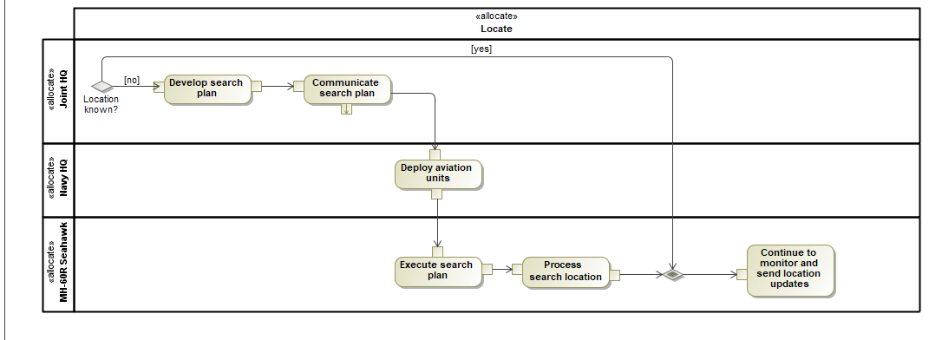 «allocate»
Locate
«allocate»
Joint HQ
[yes]
[no]
Location
known?
Develop search
plan
Communicate
search plan
«allocate»
Navy HQ
Deploy aviation
units
«allocate»
MH-60R Seahawk
Execute search
plan
Process
search location
Continue to
monitor and
send location
updates